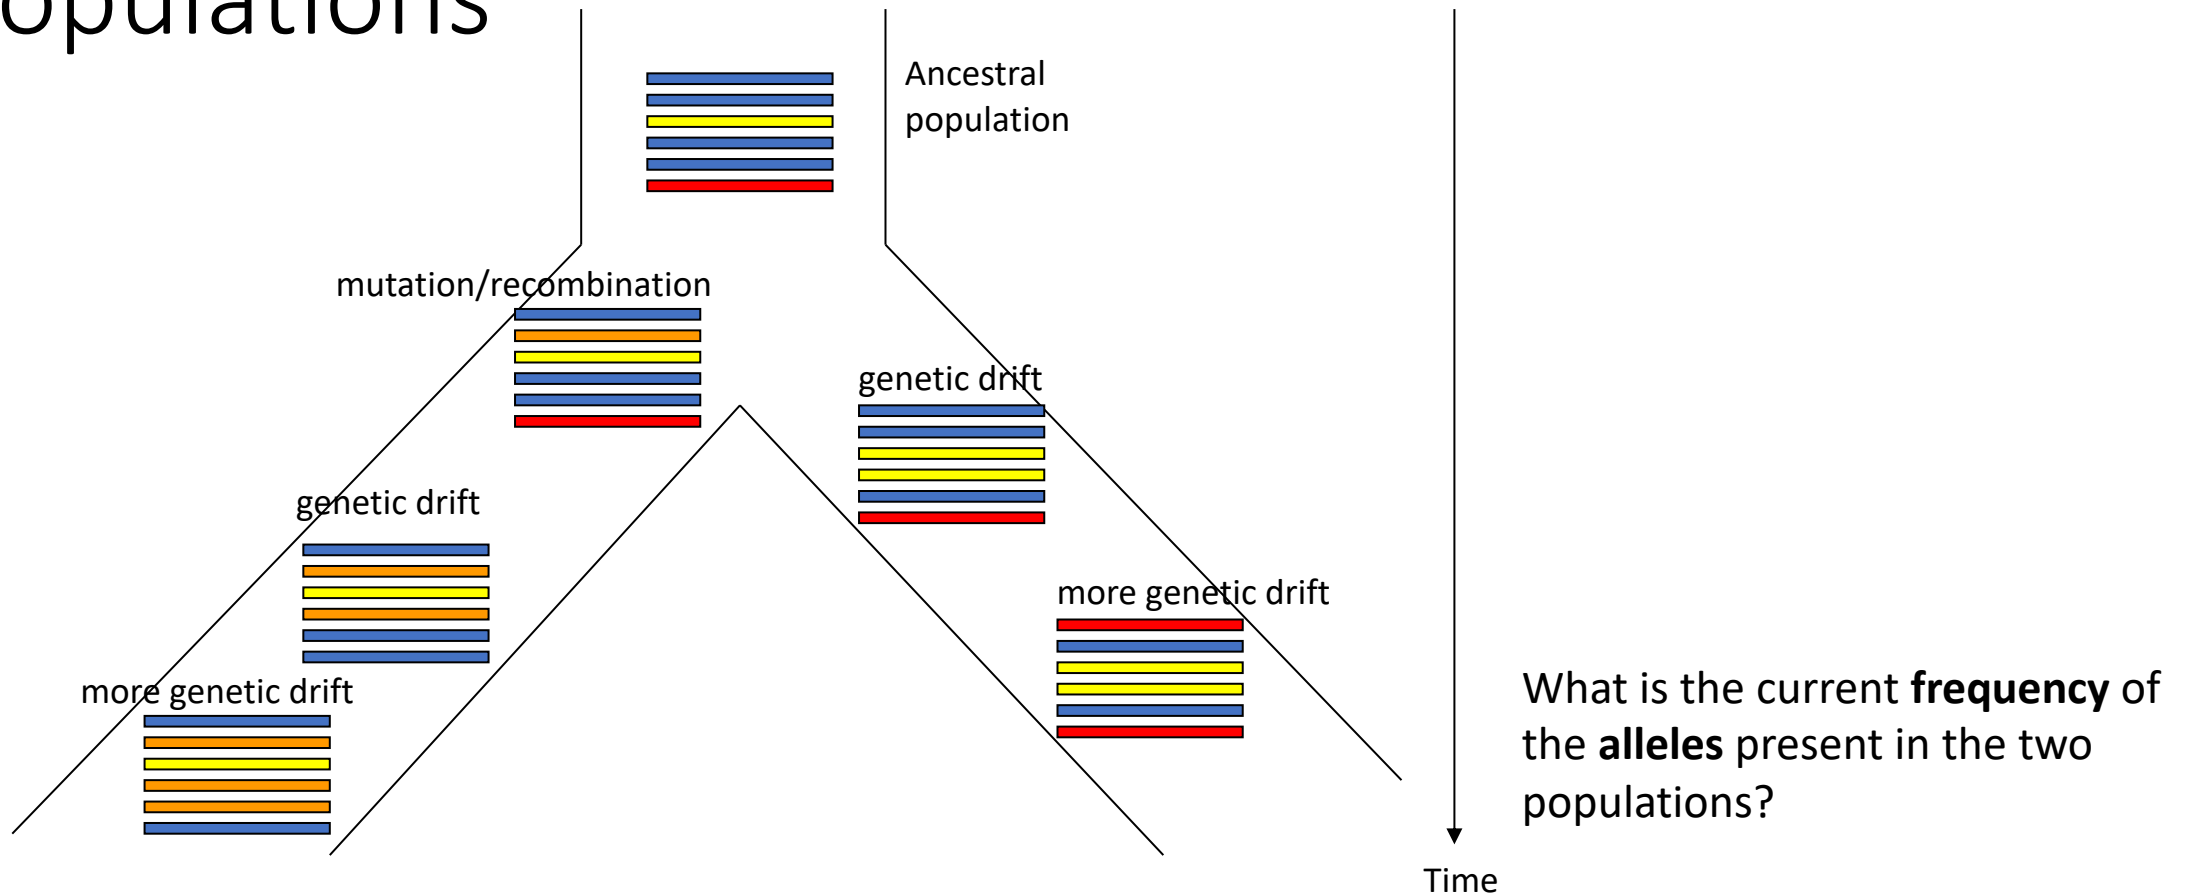 opulations
Ancestral
population
mutation/recombination
genetic drift
genetic drift
more genetic drift
more genetic drift
What is the current frequency of
the alleles present in the two
populations?
Time